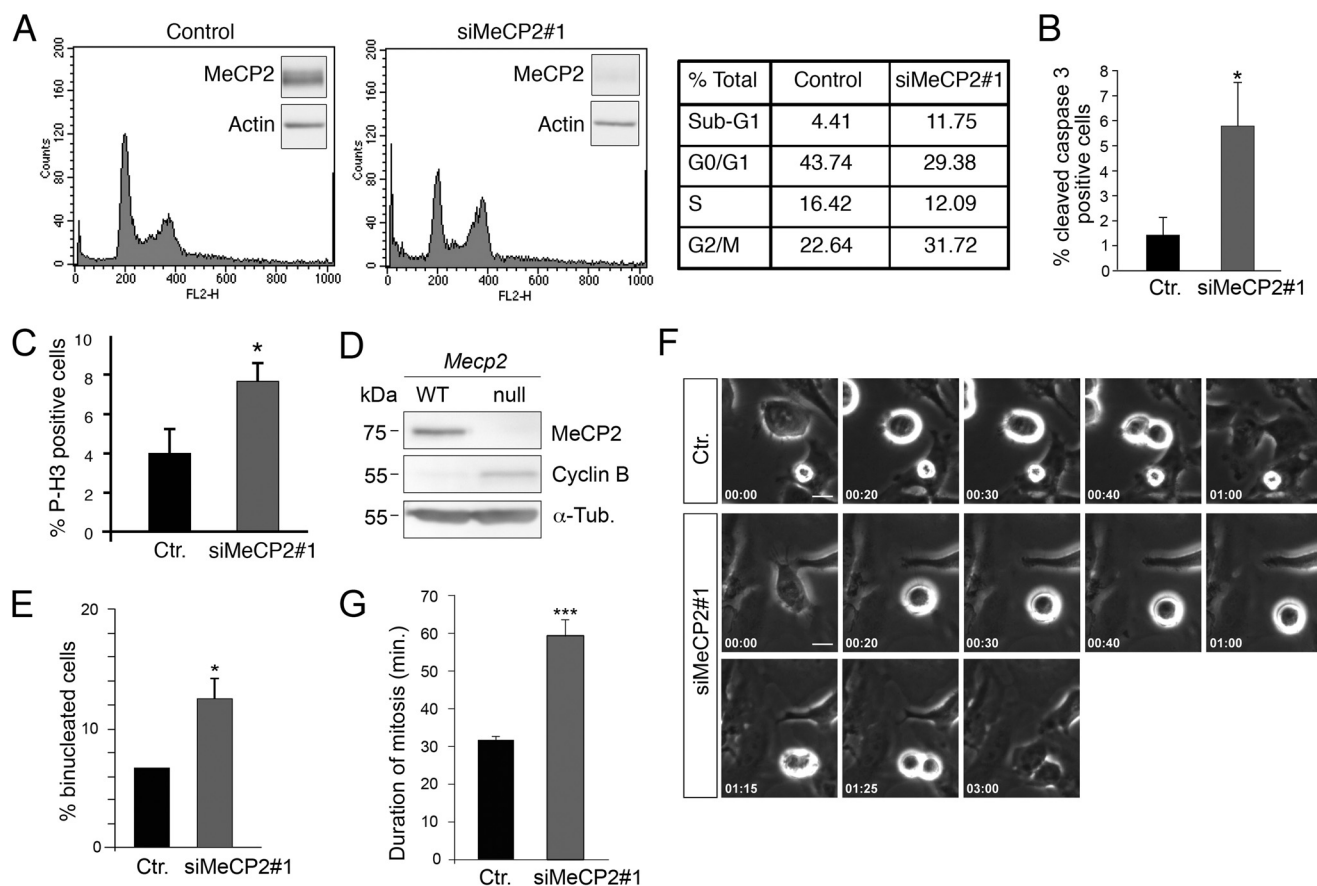 A
Control
200
160
120
80
40
0
Counts
MeCP2
Actin
0 200 400 600 800 1000
FL2-H
siMeCP2#1
200
160
120
80
40
0
Counts
MeCP2
Actin
0 200 400 600 800 1000
FL2-H
% Total Control siMeCP2#1
Sub-G1 4.41 11.75
G0/G1 43.74 29.38
S 16.42 12.09
G2/M 22.64 31.72
B
% cleaved caspase 3
positive cells
8
7
6
5
4
3
2
1
0
*
Ctr. siMeCP2#1
C
% P-H3 positive cells
10
8
6
4
2
0
*
Ctr. siMeCP2#1
D
Mecp2
kDa WT null
75 MeCP2
55 Cyclin B
55 α-Tub.
E
% binucleated cells
20
10
0
*
Ctr. siMeCP2#1
G
Duration of mitosis (min.)
70
60
50
40
30
20
10
0
***
Ctr. siMeCP2#1
F
Ctr.
00:00 00:20 00:30 00:40 01:00
siMeCP2#1
00:00 00:20 00:30 00:40 01:00
01:15 01:25 03:00